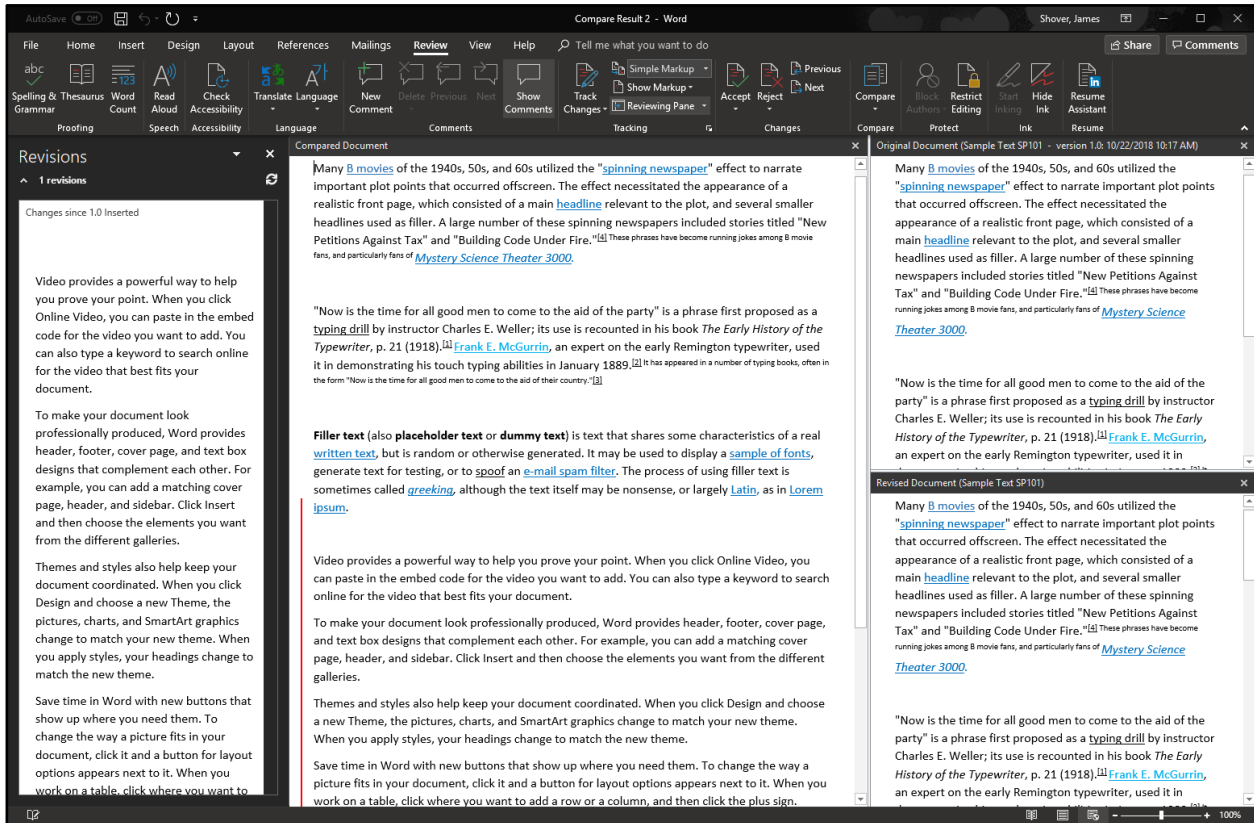 AutoSave Off
Compare Result 2 - Word
Shover, James
File Home Insert Design Layout References Mailings Review View Help Tell me what you want to do
Share Comments
abc
Spelling & Grammar
Thesaurus
123
Word Count
Read Aloud
Check Accessibility
Translate
Language
New Comment
Delete
Previous
Next
Show Comments
Track Changes
Simple Markup
Show Markup
Reviewing Pane
Accept
Reject
Previous
Next
Compare
Block Authors
Restrict Editing
Start Inking
Hide Ink
Resume Assistant
Proofing Speech Accessibility Language Comments Tracking Changes Compare Protect Ink Resume
Revisions
1 revisions
Changes since 1.0 Inserted
Video provides a powerful way to help
you prove your point. When you click
Online Video, you can paste in the embed
code for the video you want to add. You
can also type a keyword to search online
for the video that best fits your
document.
To make your document look
professionally produced, Word provides
header, footer, cover page, and text box
designs that complement each other. For
example, you can add a matching cover
page, header, and sidebar. Click Insert
and then choose the elements you want
from the different galleries.
Themes and styles also help keep your
document coordinated. When you click
Design and choose a new Theme, the
pictures, charts, and SmartArt graphics
change to match your new theme. When
you apply styles, your headings change to
match the new theme.
Save time in Word with new buttons that
show up where you need them. To
change the way a picture fits in your
document, click it and a button for layout
options appears next to it. When you
work on a table, click where you want to
Compared Document
Many B movies of the 1940s, 50s, and 60s utilized the "spinning newspaper" effect to narrate
important plot points that occurred offscreen. The effect necessitated the appearance of a
realistic front page, which consisted of a main headline relevant to the plot, and several smaller
headlines used as filler. A large number of these spinning newspapers included stories titled "New
Petitions Against Tax" and "Building Code Under Fire."[4] These phrases have become running jokes among B movie
fans, and particularly fans of Mystery Science Theater 3000.
"Now is the time for all good men to come to the aid of the party" is a phrase first proposed as a
typing drill by instructor Charles E. Weller; its use is recounted in his book The Early History of the
Typewriter, p. 21 (1918).[1] Frank E. McGurrin, an expert on the early Remington typewriter, used
it in demonstrating his touch typing abilities in January 1889.[2] It has appeared in a number of typing books, often in
the form "Now is the time for all good men to come to the aid of their country."[3]
Filler text (also placeholder text or dummy text) is text that shares some characteristics of a real
written text, but is random or otherwise generated. It may be used to display a sample of fonts,
generate text for testing, or to spoof an e-mail spam filter. The process of using filler text is
sometimes called greeking, although the text itself may be nonsense, or largely Latin, as in Lorem
ipsum.
Video provides a powerful way to help you prove your point. When you click Online Video, you
can paste in the embed code for the video you want to add. You can also type a keyword to search
online for the video that best fits your document.
To make your document look professionally produced, Word provides header, footer, cover page,
and text box designs that complement each other. For example, you can add a matching cover
page, header, and sidebar. Click Insert and then choose the elements you want from the different
galleries.
Themes and styles also help keep your document coordinated. When you click Design and choose
a new Theme, the pictures, charts, and SmartArt graphics change to match your new theme.
When you apply styles, your headings change to match the new theme.
Save time in Word with new buttons that show up where you need them. To change the way a
picture fits in your document, click it and a button for layout options appears next to it. When you
work on a table, click where you want to add a row or a column, and then click the plus sign.
Original Document (Sample Text SP101 - version 1.0: 10/22/2018 10:17 AM)
Many B movies of the 1940s, 50s, and 60s utilized the
"spinning newspaper" effect to narrate important plot points
that occurred offscreen. The effect necessitated the
appearance of a realistic front page, which consisted of a
main headline relevant to the plot, and several smaller
headlines used as filler. A large number of these spinning
newspapers included stories titled "New Petitions Against
Tax" and "Building Code Under Fire."[4] These phrases have become
running jokes among B movie fans, and particularly fans of Mystery Science
Theater 3000.
"Now is the time for all good men to come to the aid of the
party" is a phrase first proposed as a typing drill by instructor
Charles E. Weller; its use is recounted in his book The Early
History of the Typewriter, p. 21 (1918).[1] Frank E. McGurrin,
an expert on the early Remington typewriter, used it in
Revised Document (Sample Text SP101)
Many B movies of the 1940s, 50s, and 60s utilized the
"spinning newspaper" effect to narrate important plot points
that occurred offscreen. The effect necessitated the
appearance of a realistic front page, which consisted of a
main headline relevant to the plot, and several smaller
headlines used as filler. A large number of these spinning
newspapers included stories titled "New Petitions Against
Tax" and "Building Code Under Fire."[4] These phrases have become
running jokes among B movie fans, and particularly fans of Mystery Science
Theater 3000.
"Now is the time for all good men to come to the aid of the
party" is a phrase first proposed as a typing drill by instructor
Charles E. Weller; its use is recounted in his book The Early
History of the Typewriter, p. 21 (1918).[1] Frank E. McGurrin,
an expert on the early Remington typewriter, used it in
100%